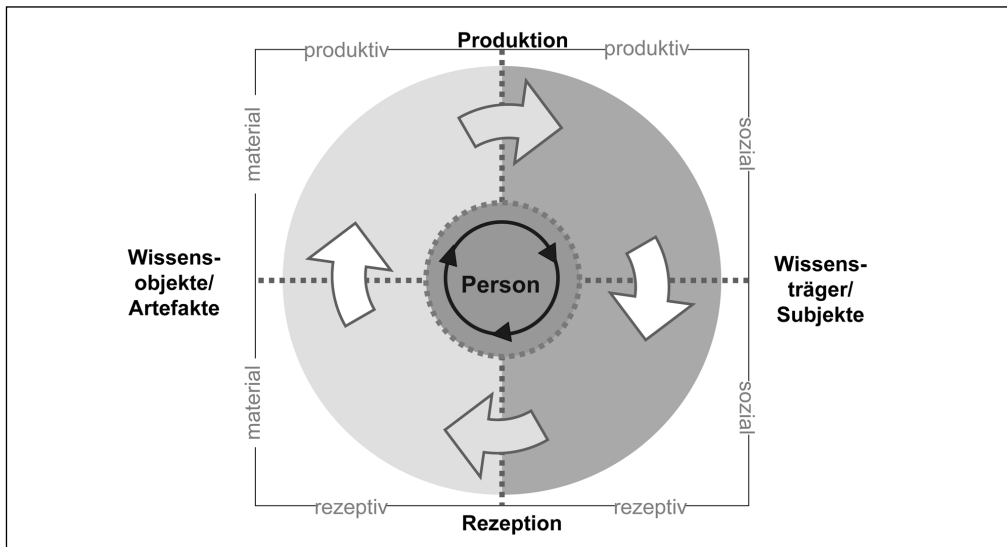 Produktion
produktiv
produktiv
material
sozial
Wissens-
objekte/
Artefakte
Person
Wissens-
träger/
Subjekte
material
sozial
rezeptiv
rezeptiv
Rezeption